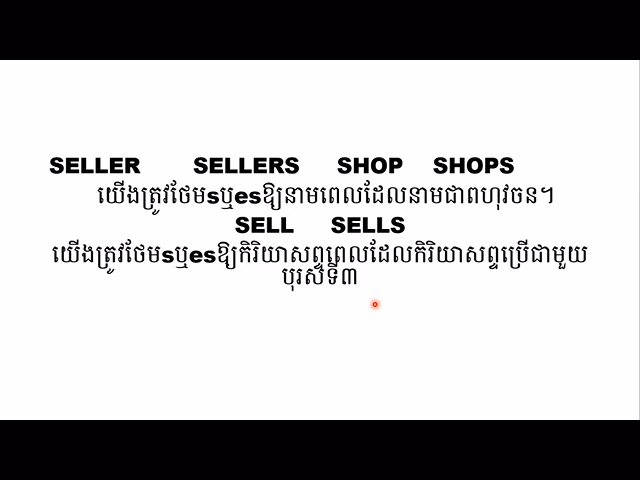 SELLER SELLERS SHOP SHOPS
យើងត្រូវថែមsឬesឱ្យនាមពេលដែលនាមជាពហុវចន។
SELL SELLS
យើងត្រូវថែមsឬesឱ្យកិរិយាសព្ទពេលដែលកិរិយាសព្ទប្រើជាមួយ
បុរសទី៣